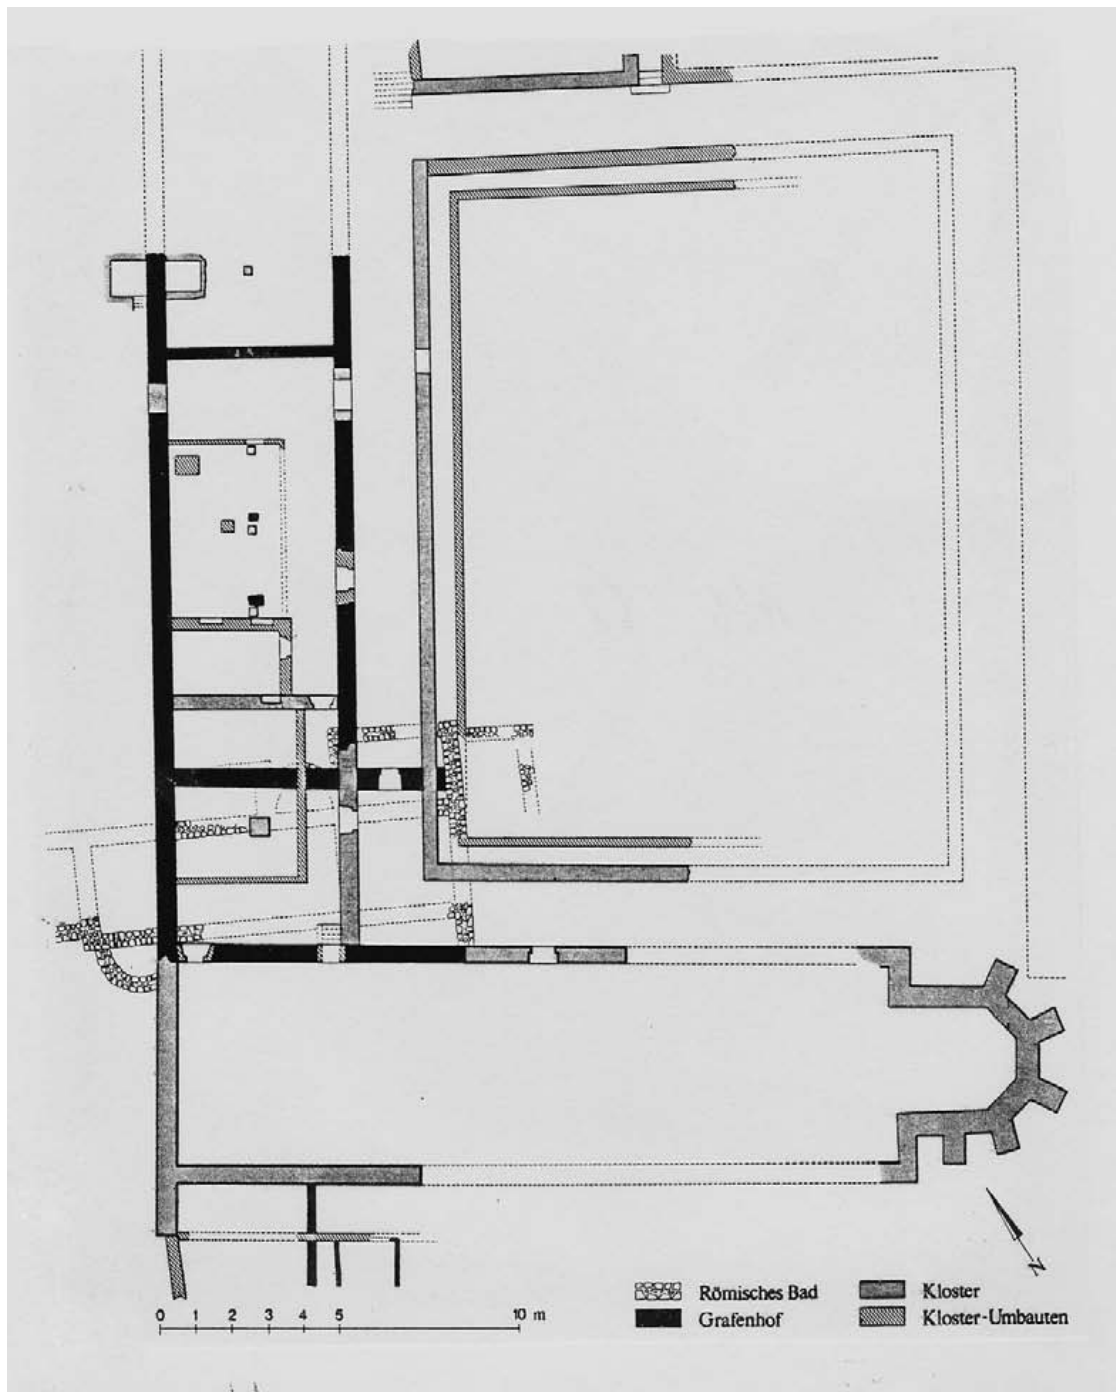 N
Römisches Bad
Grafenhof
Kloster
Kloster-Umbauten
0 1 2 3 4 5 10 m